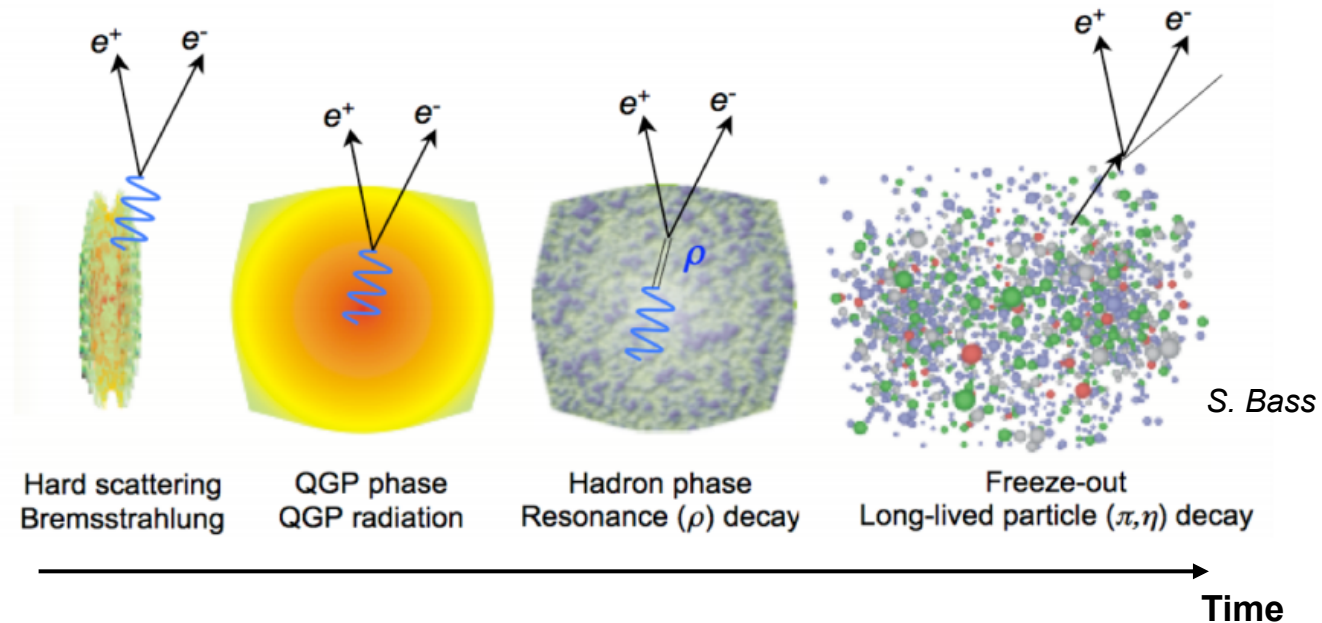 e+ e-
e+ e-
e+ e-
ρ
e+ e-
S. Bass
Hard scattering
Bremsstrahlung
QGP phase
QGP radiation
Hadron phase
Resonance (ρ) decay
Freeze-out
Long-lived particle (π,η) decay
Time